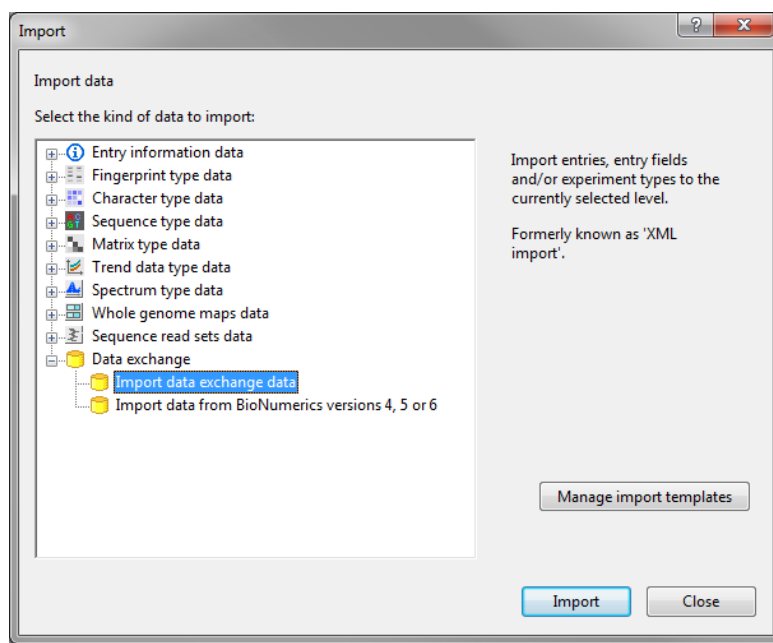 Import
Import data
Select the kind of data to import:
Entry information data
Fingerprint type data
Character type data
Sequence type data
Matrix type data
Trend data type data
Spectrum type data
Whole genome maps data
Sequence read sets data
Data exchange
Import data exchange data
Import data from BioNumerics versions 4, 5 or 6
Import entries, entry fields
and/or experiment types to the
currently selected level.
Formerly known as 'XML
import'.
Manage import templates
Import
Close